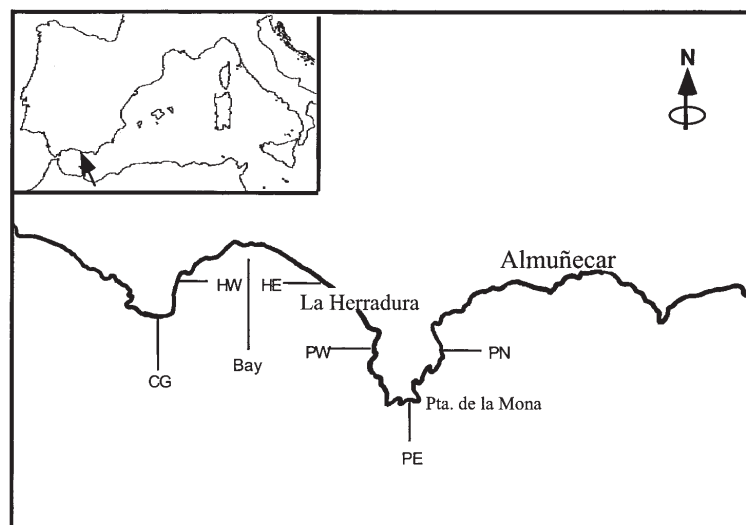 N
Almuñecar
HW
HE
La Herradura
PW
PN
Bay
CG
Pta. de la Mona
PE